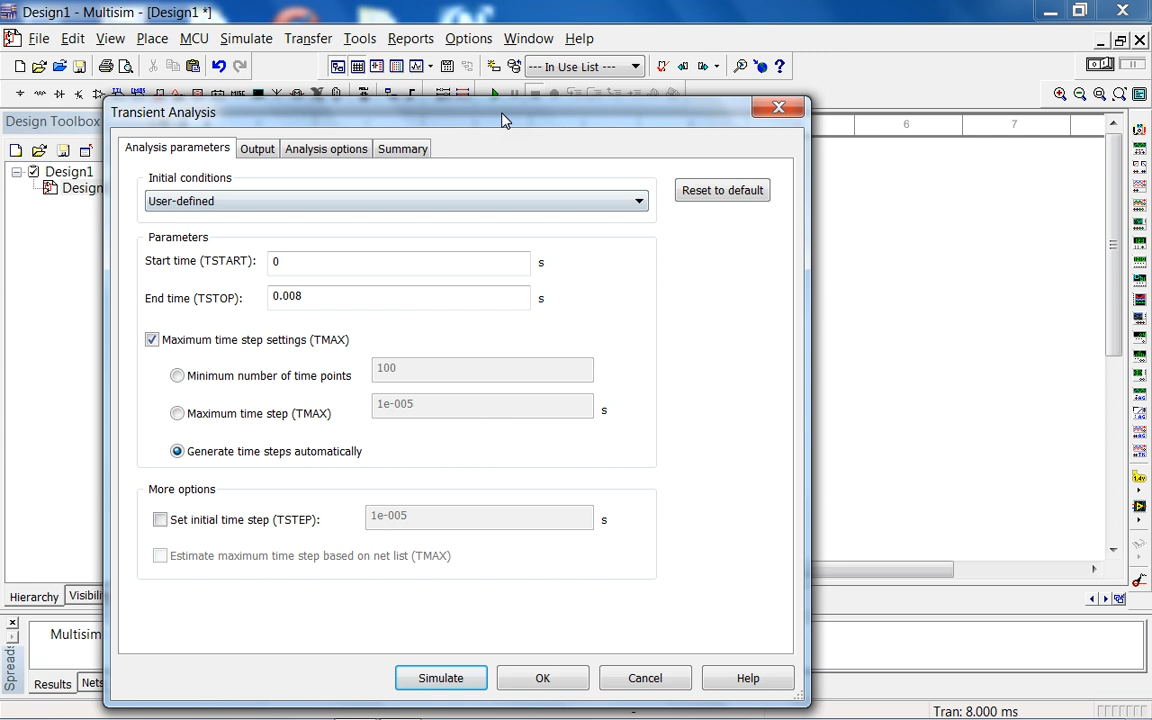 Design1 - Multisim - [Design1 *]
File Edit View Place MCU Simulate Transfer Tools Reports Options Window Help
--- In Use List ---
Design Toolbox
Transient Analysis
6 7
Analysis parameters Output Analysis options Summary
Design1
Design
Initial conditions
User-defined
Reset to default
Parameters
Start time (TSTART): 0 s
End time (TSTOP): 0.008 s
Maximum time step settings (TMAX)
Minimum number of time points 100
Maximum time step (TMAX) 1e-005 s
Generate time steps automatically
More options
Set initial time step (TSTEP): 1e-005 s
Estimate maximum time step based on net list (TMAX)
Hierarchy Visibili
Multisim
Spreads
Simulate OK Cancel Help
Results Nets
Tran: 8.000 ms